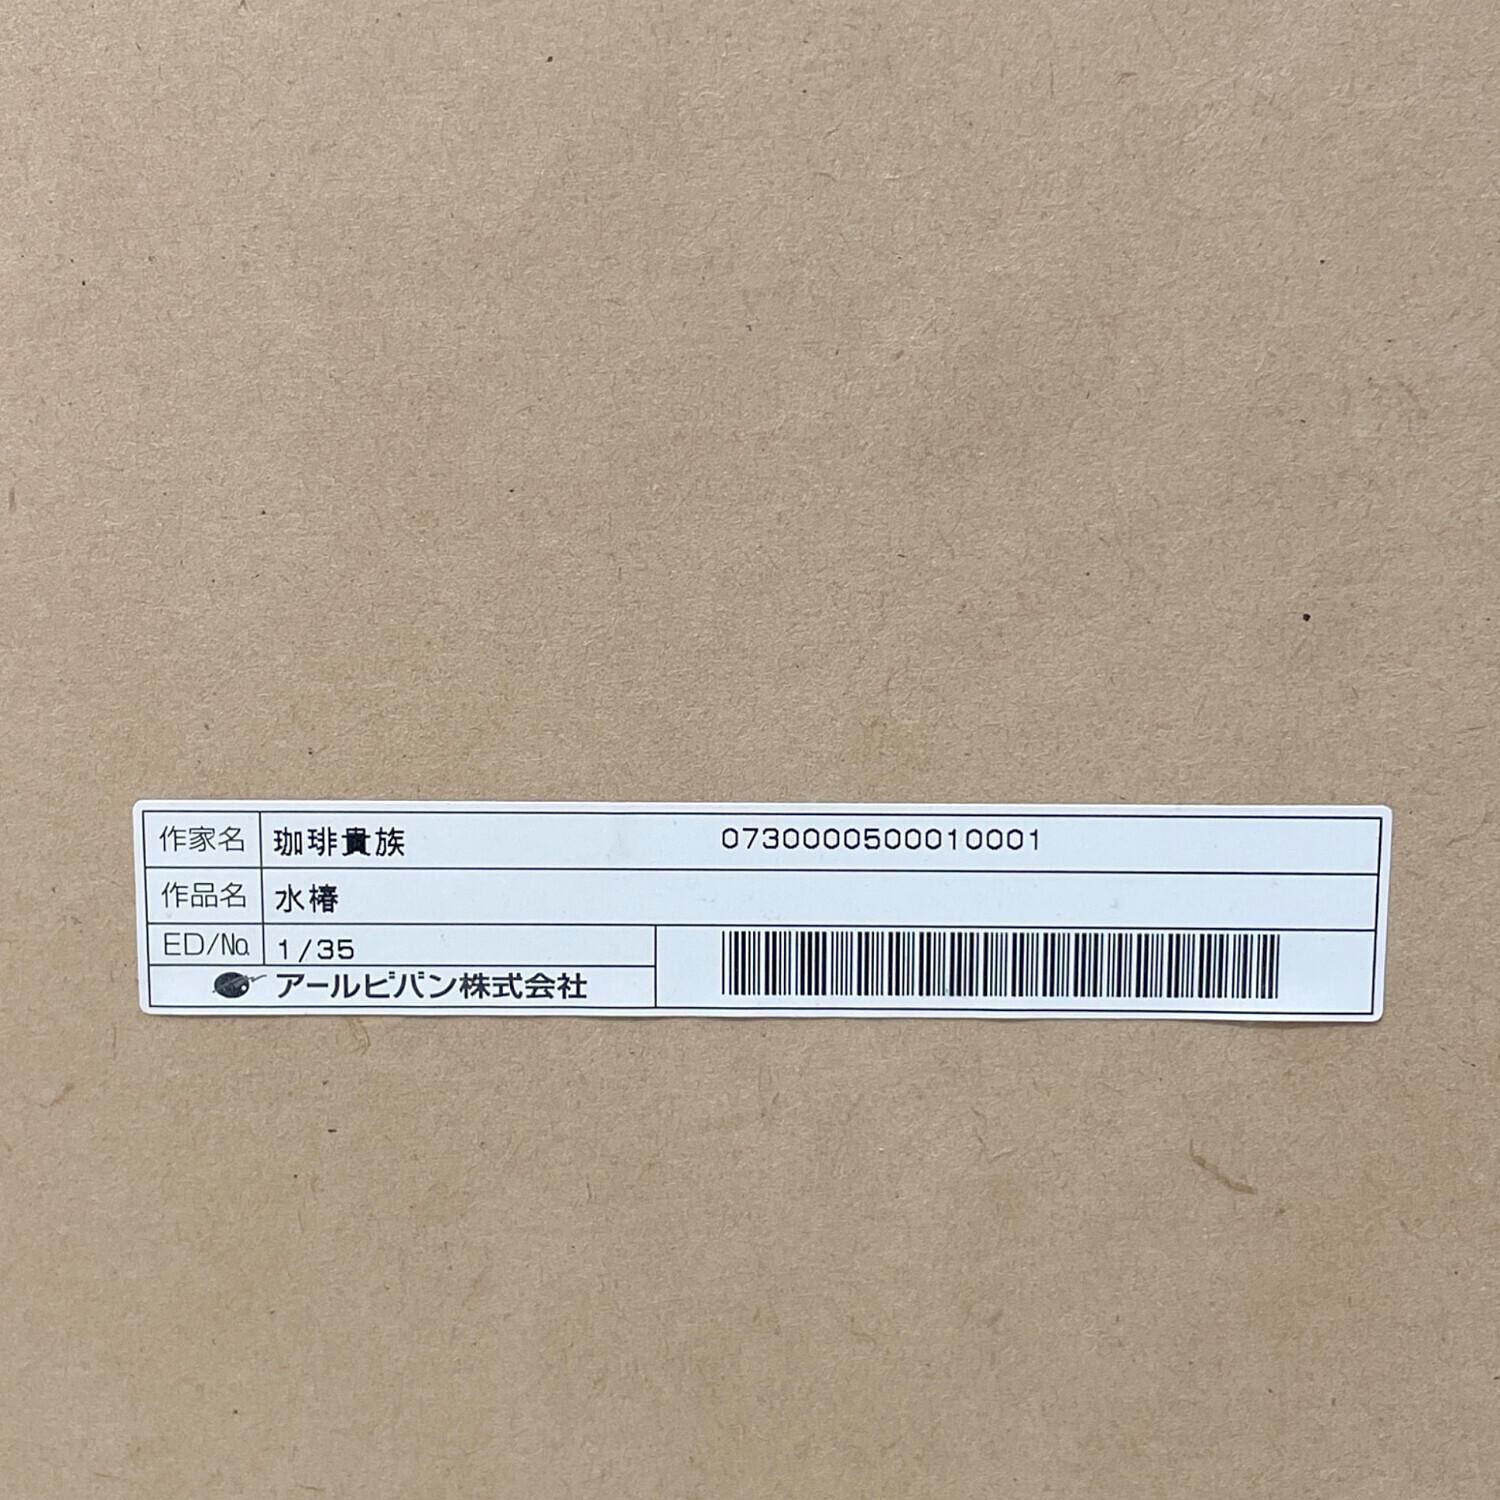 作家名 珈琲貴族 0730000500010001
作品名 水椿
ED/No. 1/35
アールビバン株式会社